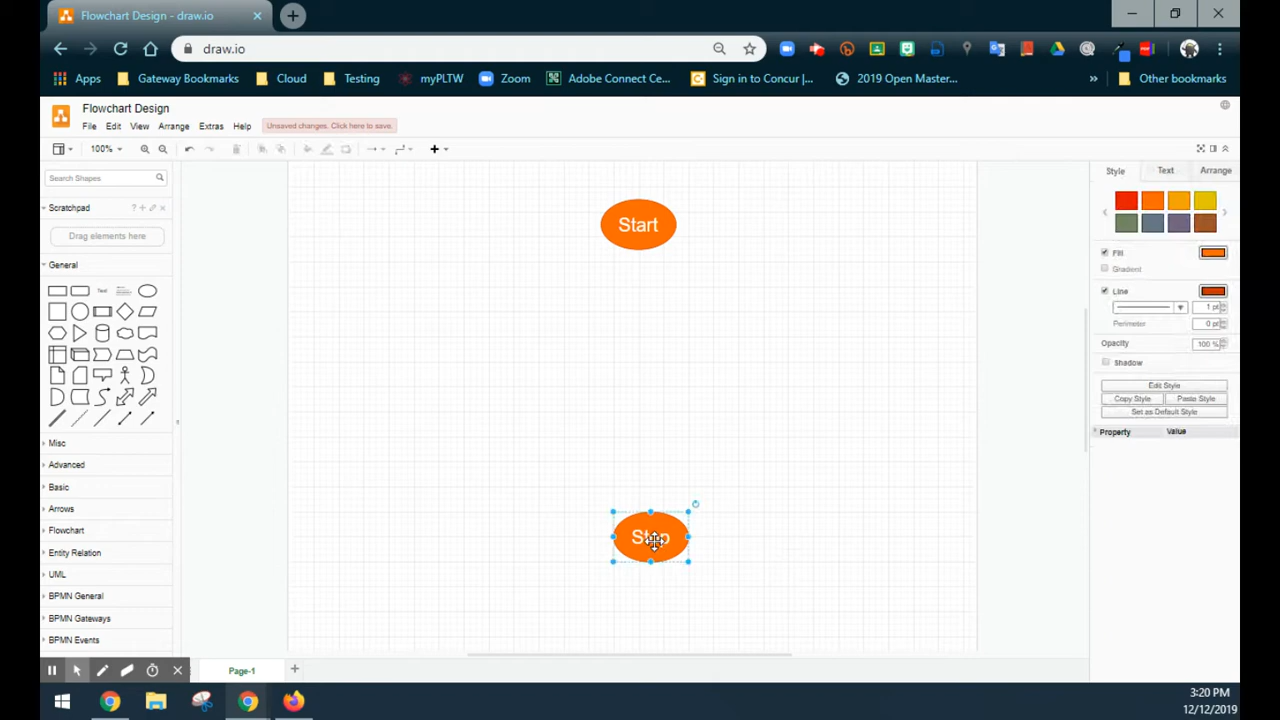 Flowchart Design - draw.io
draw.io
Apps Gateway Bookmarks Cloud Testing myPLTW Zoom Adobe Connect Ce... Sign in to Concur |... 2019 Open Master... » Other bookmarks
Flowchart Design
File Edit View Arrange Extras Help Unsaved changes. Click here to save.
100%
Search Shapes
Scratchpad
Drag elements here
General
Text
Misc
Advanced
Basic
Arrows
Flowchart
Entity Relation
UML
BPMN General
BPMN Gateways
BPMN Events
Start
Stop
Style Text Arrange
Fill
Gradient
Line
1 pt
Perimeter 0 pt
Opacity 100 %
Shadow
Edit Style
Copy Style Paste Style
Set as Default Style
Property Value
Page-1
3:20 PM
12/12/2019